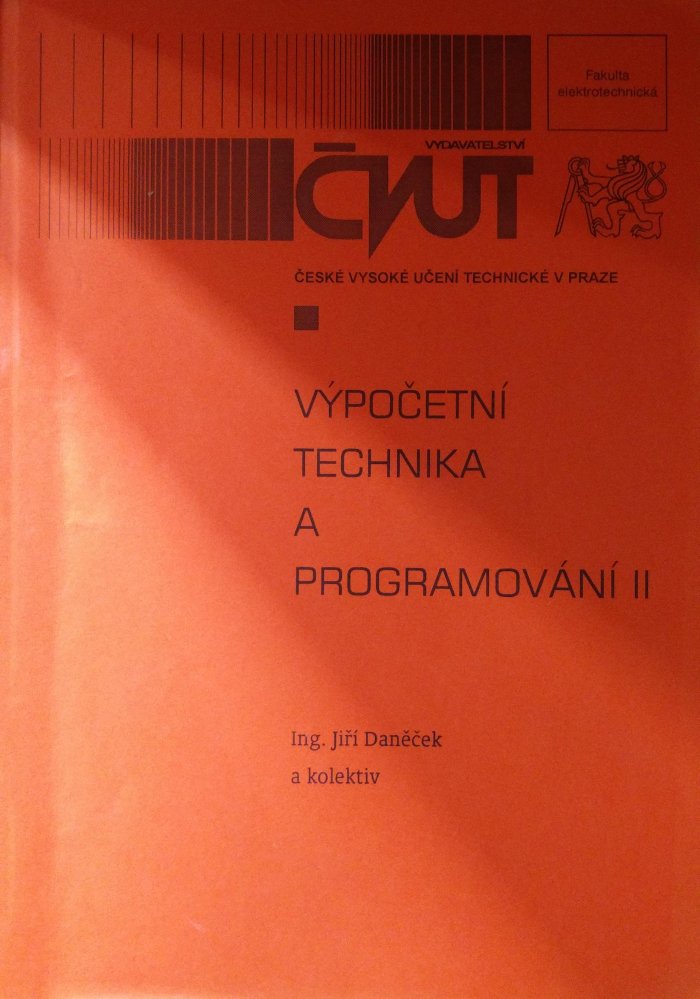 Fakulta
elektrotechnická
VYDAVATELSTVÍ
ČVUT
ČESKÉ VYSOKÉ UČENÍ TECHNICKÉ V PRAZE
VÝPOČETNÍ
TECHNIKA
A
PROGRAMOVÁNÍ II
Ing. Jiří Daněček
a kolektiv